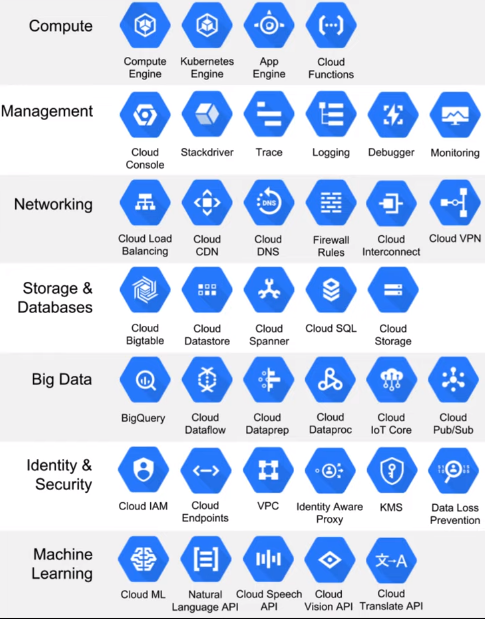 Compute
Compute Kubernetes App Cloud
Engine Engine Engine Functions
Management
Cloud Stackdriver Trace Logging Debugger Monitoring
Console
Networking
DNS
Cloud Load Cloud Cloud Firewall Cloud Cloud VPN
Balancing CDN DNS Rules Interconnect
Storage &
Databases
Cloud Cloud Cloud Cloud SQL Cloud
Bigtable Datastore Spanner Storage
Big Data
BigQuery Cloud Cloud Cloud Cloud Cloud
Dataflow Dataprep Dataproc IoT Core Pub/Sub
Identity &
Security
Cloud IAM Cloud VPC Identity Aware KMS Data Loss
Endpoints Proxy Prevention
Machine
Learning
文→A
Cloud ML Natural Cloud Speech Cloud Cloud
Language API API Vision API Translate API